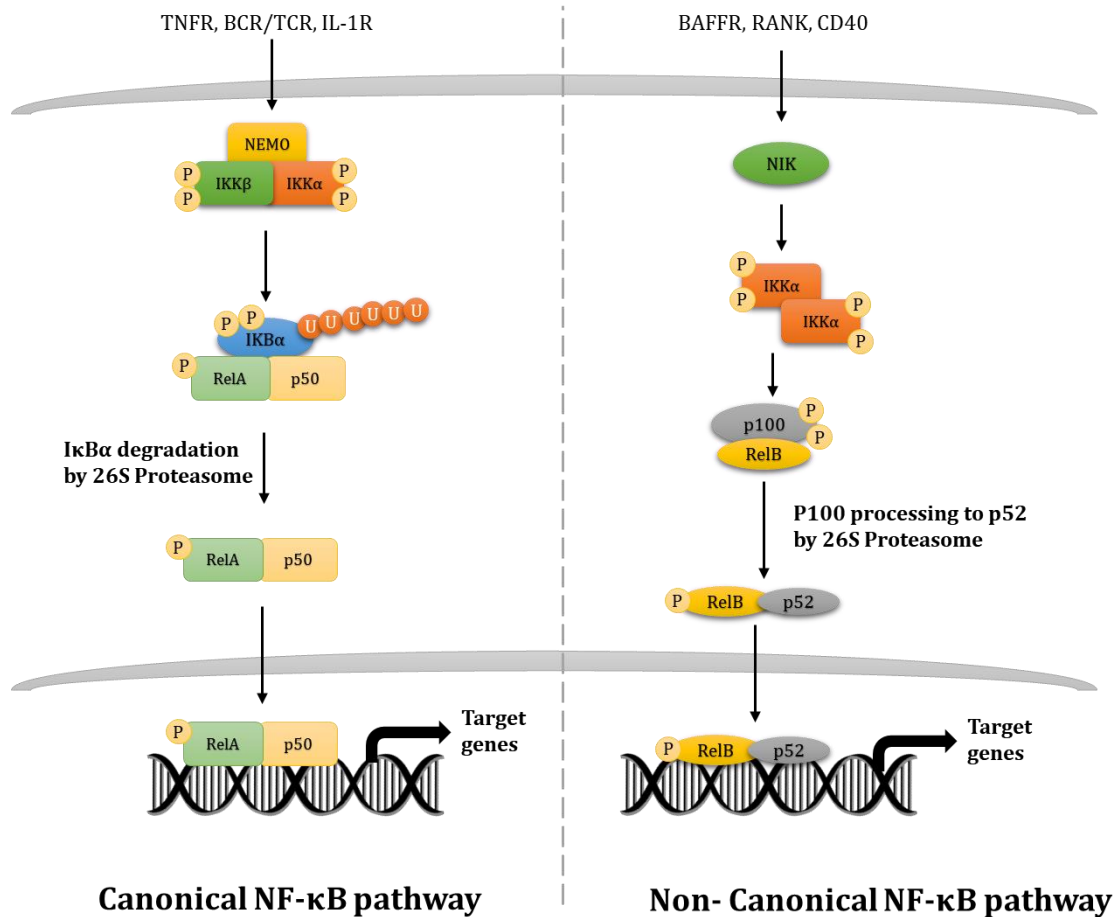 TNFR, BCR/TCR, IL-1R
NEMO
P
P
IKKβ
IKKα
P
P
P
P
IKBα
U U U U U U
P
RelA
p50
IκBα degradation
by 26S Proteasome
P
RelA
p50
P
RelA
p50
Target
genes
Canonical NF-κB pathway
BAFFR, RANK, CD40
NIK
P
P
IKKα
IKKα
P
P
p100
P
P
RelB
P100 processing to p52
by 26S Proteasome
P
RelB
p52
P
RelB
p52
Target
genes
Non- Canonical NF-κB pathway